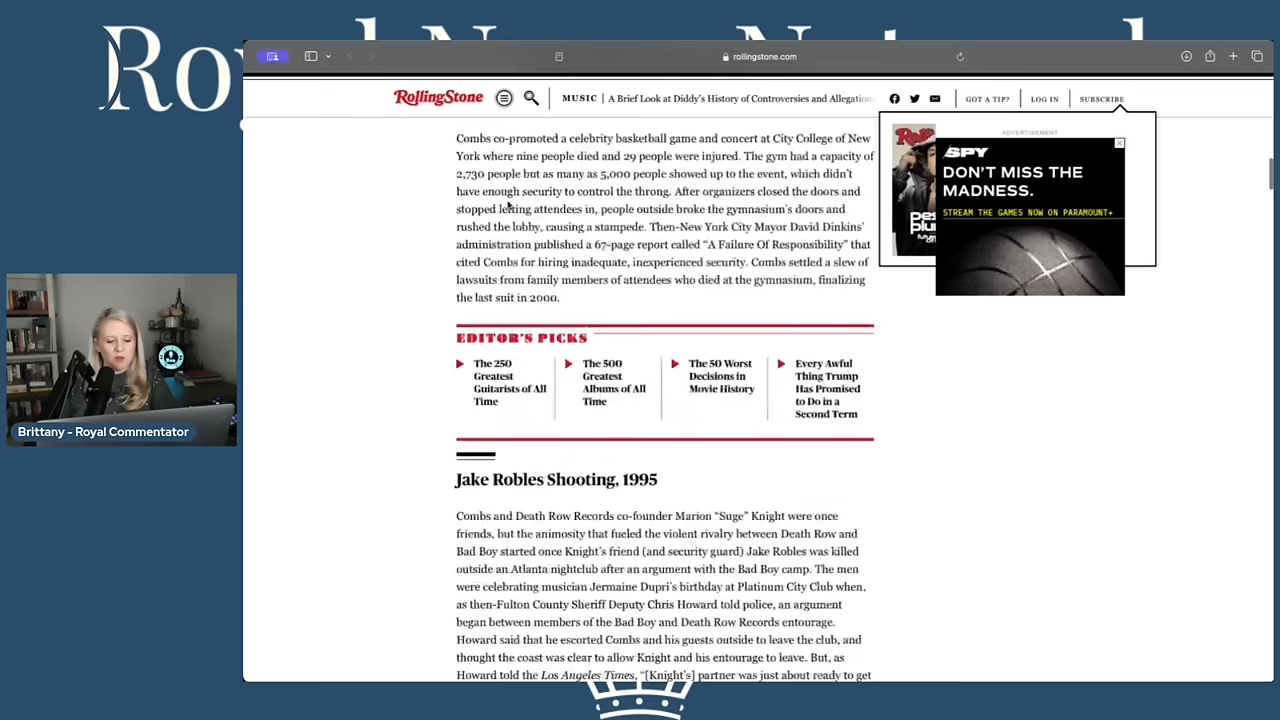 Roy
rollingstone.com
RollingStone
MUSIC | A Brief Look at Diddy's History of Controversies and Allegation
GOT A TIP?
LOG IN
SUBSCRIBE
Combs co-promoted a celebrity basketball game and concert at City College of New
York where nine people died and 29 people were injured. The gym had a capacity of
2,730 people but as many as 5,000 people showed up to the event, which didn't
have enough security to control the throng. After organizers closed the doors and
stopped letting attendees in, people outside broke the gymnasium's doors and
rushed the lobby, causing a stampede. Then-New York City Mayor David Dinkins'
administration published a 67-page report called “A Failure Of Responsibility” that
cited Combs for hiring inadequate, inexperienced security. Combs settled a slew of
lawsuits from family members of attendees who died at the gymnasium, finalizing
the last suit in 2000.
ADVERTISEMENT
SPY
DON'T MISS THE
MADNESS.
STREAM THE GAMES NOW ON PARAMOUNT+
EDITOR'S PICKS
The 250
Greatest
Guitarists of All
Time
The 500
Greatest
Albums of All
Time
The 50 Worst
Decisions in
Movie History
Every Awful
Thing Trump
Has Promised
to Do in a
Second Term
Jake Robles Shooting, 1995
Combs and Death Row Records co-founder Marion “Suge” Knight were once
friends, but the animosity that fueled the violent rivalry between Death Row and
Bad Boy started once Knight's friend (and security guard) Jake Robles was killed
outside an Atlanta nightclub after an argument with the Bad Boy camp. The men
were celebrating musician Jermaine Dupri's birthday at Platinum City Club when,
as then-Fulton County Sheriff Deputy Chris Howard told police, an argument
began between members of the Bad Boy and Death Row Records entourage.
Howard said that he escorted Combs and his guests outside to leave the club, and
thought the coast was clear to allow Knight and his entourage to leave. But, as
Howard told the Los Angeles Times, “[Knight's] partner was just about ready to get
Brittany - Royal Commentator